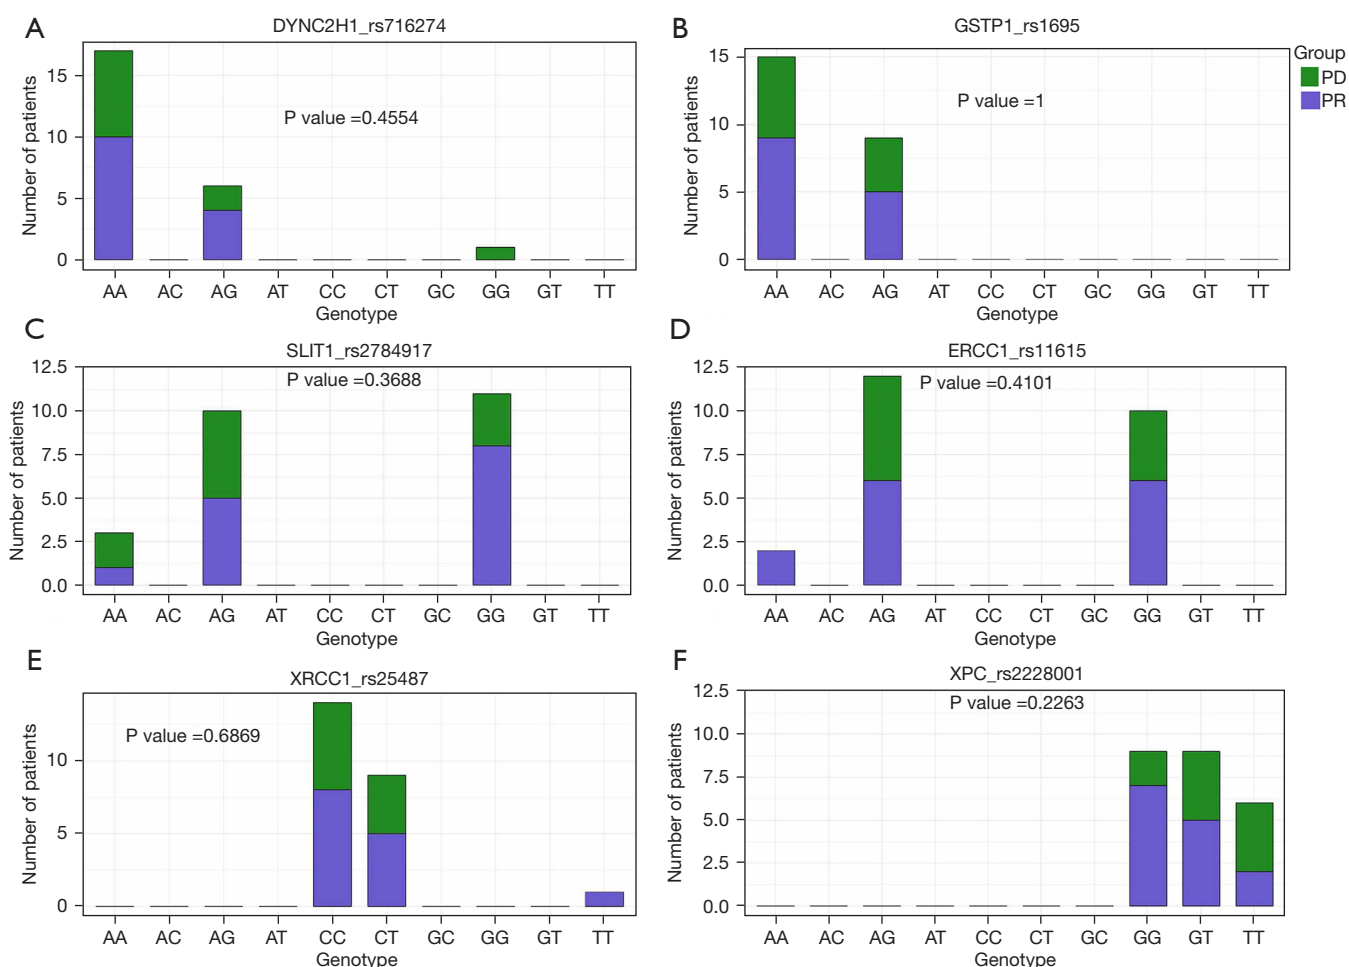 A
DYNC2H1_rs716274
Number of patients
15
10
5
0
P value =0.4554
AA AC AG AT CC CT GC GG GT TT
Genotype
B
GSTP1_rs1695
Number of patients
15
10
5
0
P value =1
AA AC AG AT CC CT GC GG GT TT
Genotype
Group
PD
PR
C
SLIT1_rs2784917
Number of patients
12.5
10.0
7.5
5.0
2.5
0.0
P value =0.3688
AA AC AG AT CC CT GC GG GT TT
Genotype
D
ERCC1_rs11615
Number of patients
12.5
10.0
7.5
5.0
2.5
0.0
P value =0.4101
AA AC AG AT CC CT GC GG GT TT
Genotype
E
XRCC1_rs25487
Number of patients
10
5
0
P value =0.6869
AA AC AG AT CC CT GC GG GT TT
Genotype
F
XPC_rs2228001
Number of patients
12.5
10.0
7.5
5.0
2.5
0.0
P value =0.2263
AA AC AG AT CC CT GC GG GT TT
Genotype